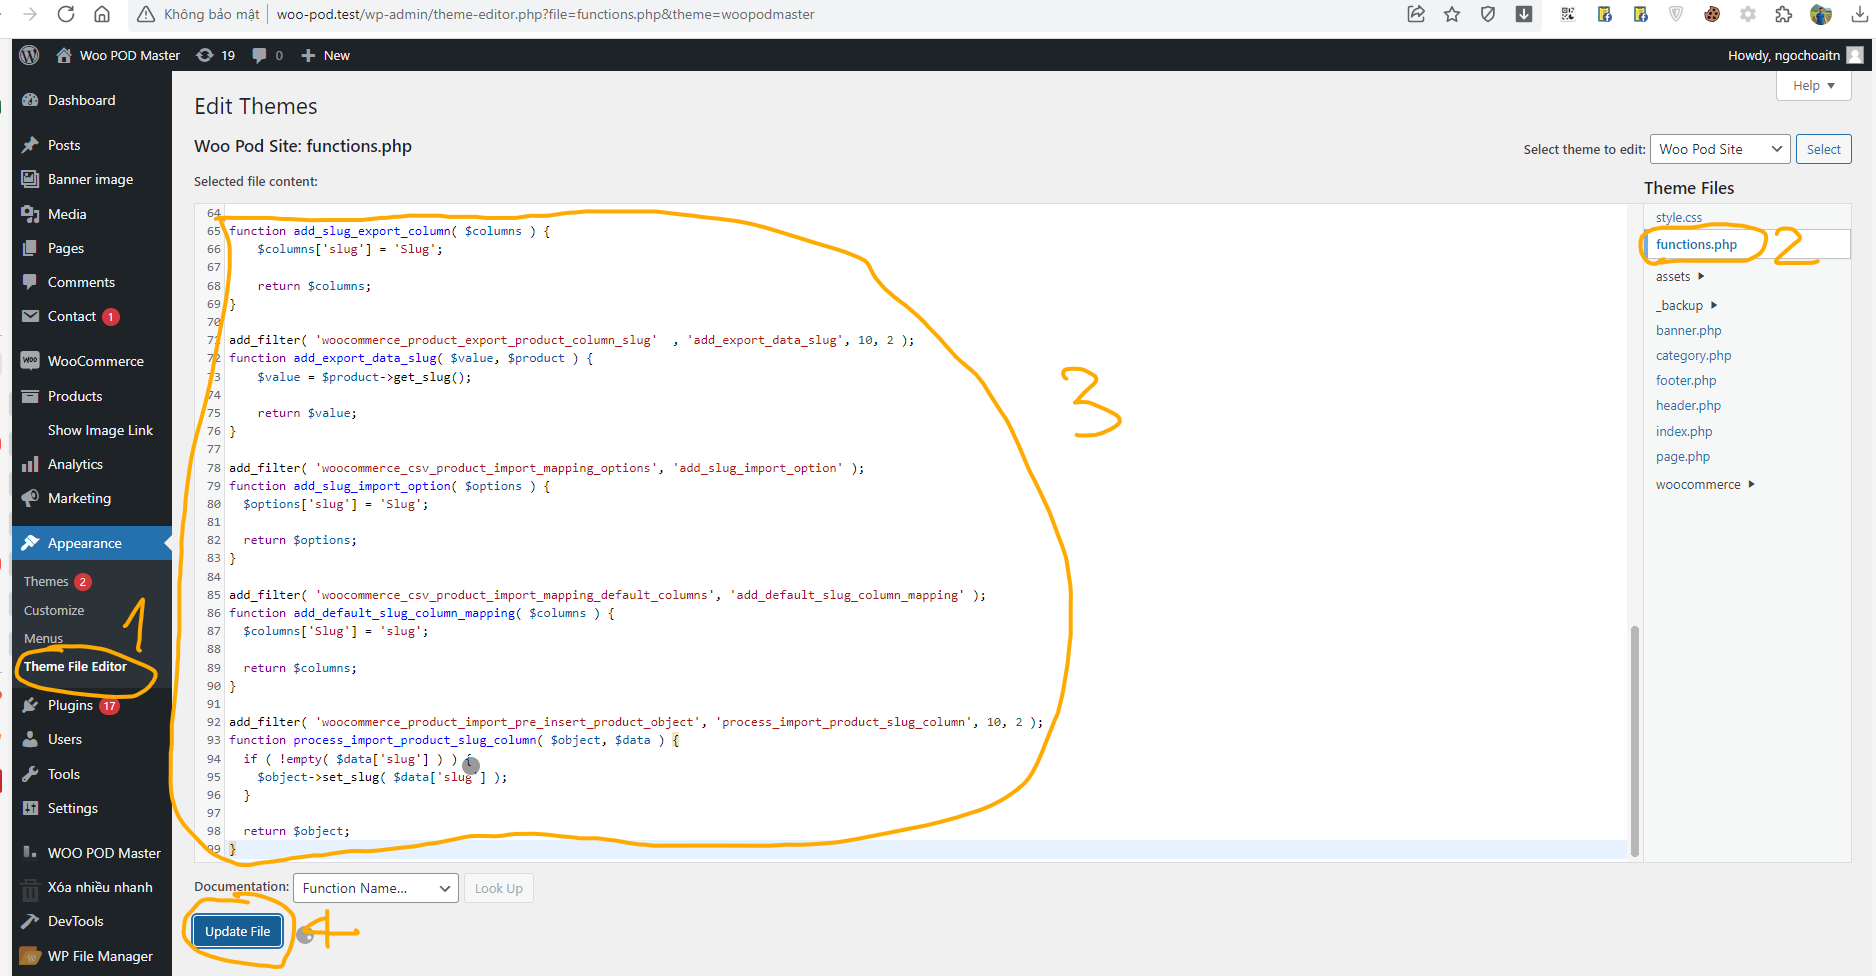 Không bảo mật
woo-pod.test/wp-admin/theme-editor.php?file=functions.php&theme=woopodmaster
Woo POD Master
19
0
New
Howdy, ngochoaitn
Dashboard
Posts
Banner image
Media
Pages
Comments
Contact 1
WooCommerce
Products
Show Image Link
Analytics
Marketing
Appearance
Themes 2
Customize
Menus
Theme File Editor
1
Plugins 17
Users
Tools
Settings
WOO POD Master
Xóa nhiều nhanh
DevTools
WP File Manager
Help
Edit Themes
Woo Pod Site: functions.php
Select theme to edit:
Woo Pod Site
Select
Selected file content:
64
65 function add_slug_export_column( $columns ) {
66 $columns['slug'] = 'Slug';
67
68 return $columns;
69 }
70
71 add_filter( 'woocommerce_product_export_product_column_slug' , 'add_export_data_slug', 10, 2 );
72 function add_export_data_slug( $value, $product ) {
73 $value = $product->get_slug();
74
75 return $value;
76 }
77
78 add_filter( 'woocommerce_csv_product_import_mapping_options', 'add_slug_import_option' );
79 function add_slug_import_option( $options ) {
80 $options['slug'] = 'Slug';
81
82 return $options;
83 }
84
85 add_filter( 'woocommerce_csv_product_import_mapping_default_columns', 'add_default_slug_column_mapping' );
86 function add_default_slug_column_mapping( $columns ) {
87 $columns['Slug'] = 'slug';
88
89 return $columns;
90 }
91
92 add_filter( 'woocommerce_product_import_pre_insert_product_object', 'process_import_product_slug_column', 10, 2 );
93 function process_import_product_slug_column( $object, $data ) {
94 if ( !empty( $data['slug'] ) ) {
95 $object->set_slug( $data['slug'] );
96 }
97
98 return $object;
99 }
3
Theme Files
style.css
functions.php
2
assets
_backup
banner.php
category.php
footer.php
header.php
index.php
page.php
woocommerce
Documentation:
Function Name...
Look Up
Update File
4